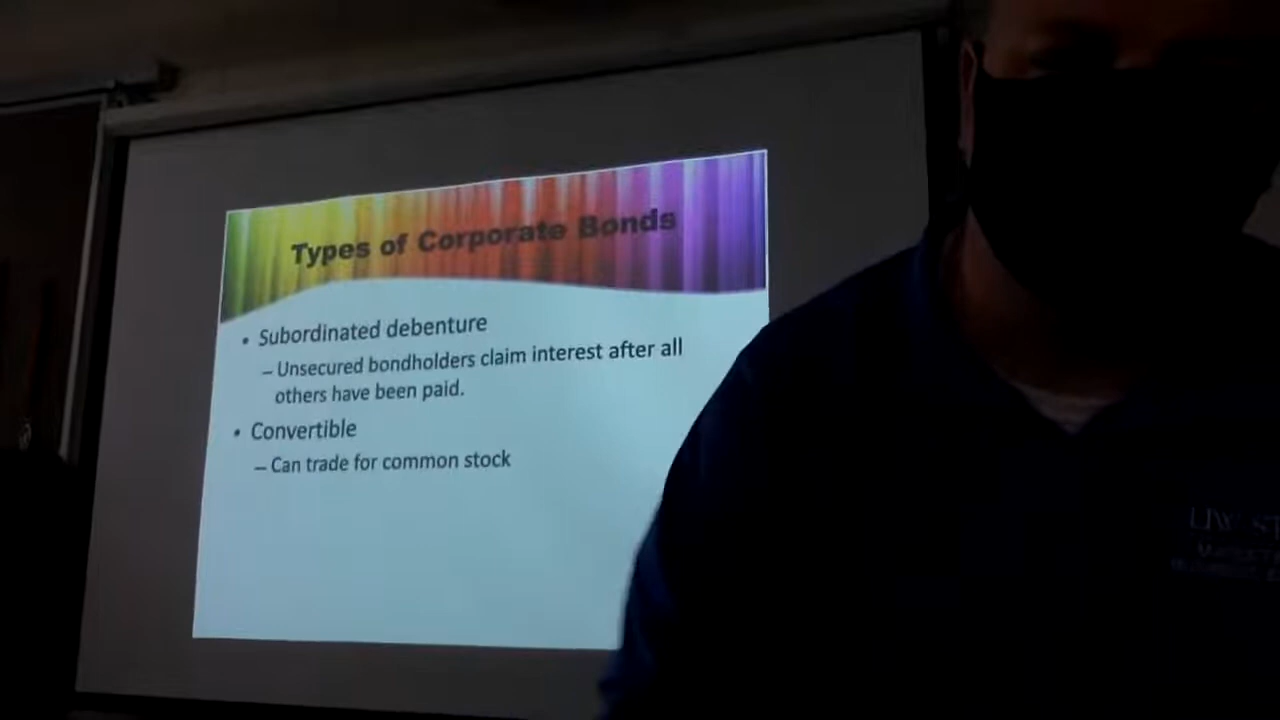 Types of Corporate Bonds
• Subordinated debenture
– Unsecured bondholders claim interest after all
others have been paid.
• Convertible
– Can trade for common stock
UW